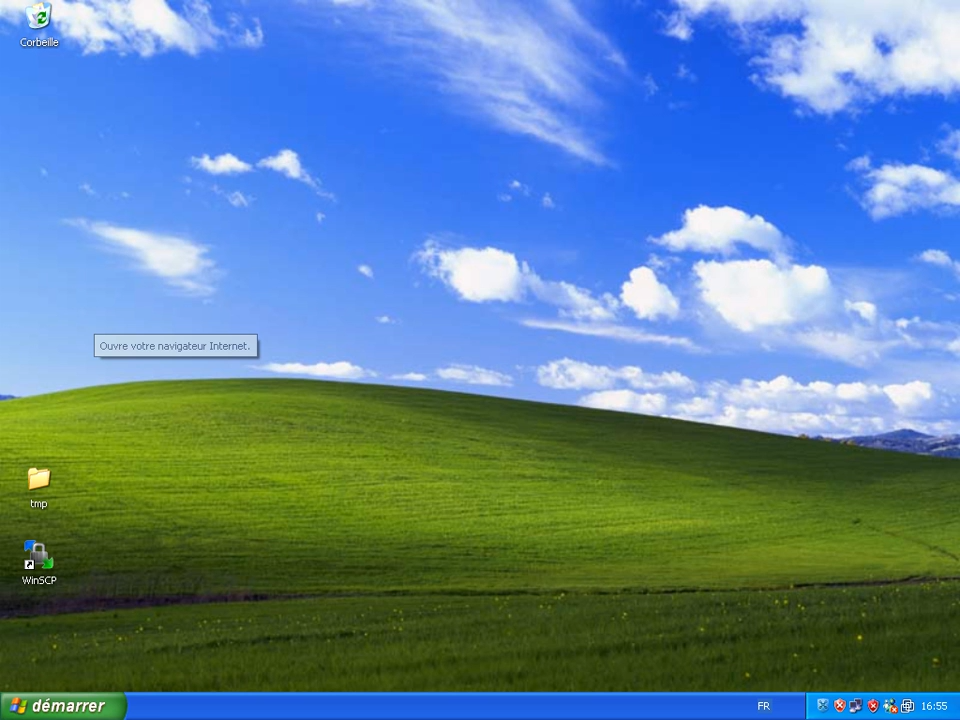 Corbeille
Ouvre votre navigateur Internet.
tmp
WinSCP
démarrer
FR
16:55